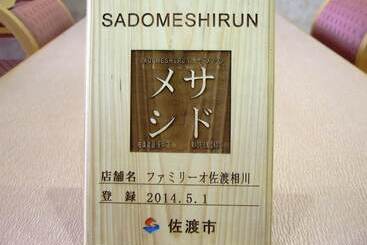 SADOMESHIRUN
サド
メシ
店舗名 ファミリーオ佐渡相川
登録 2014.5.1
佐渡市